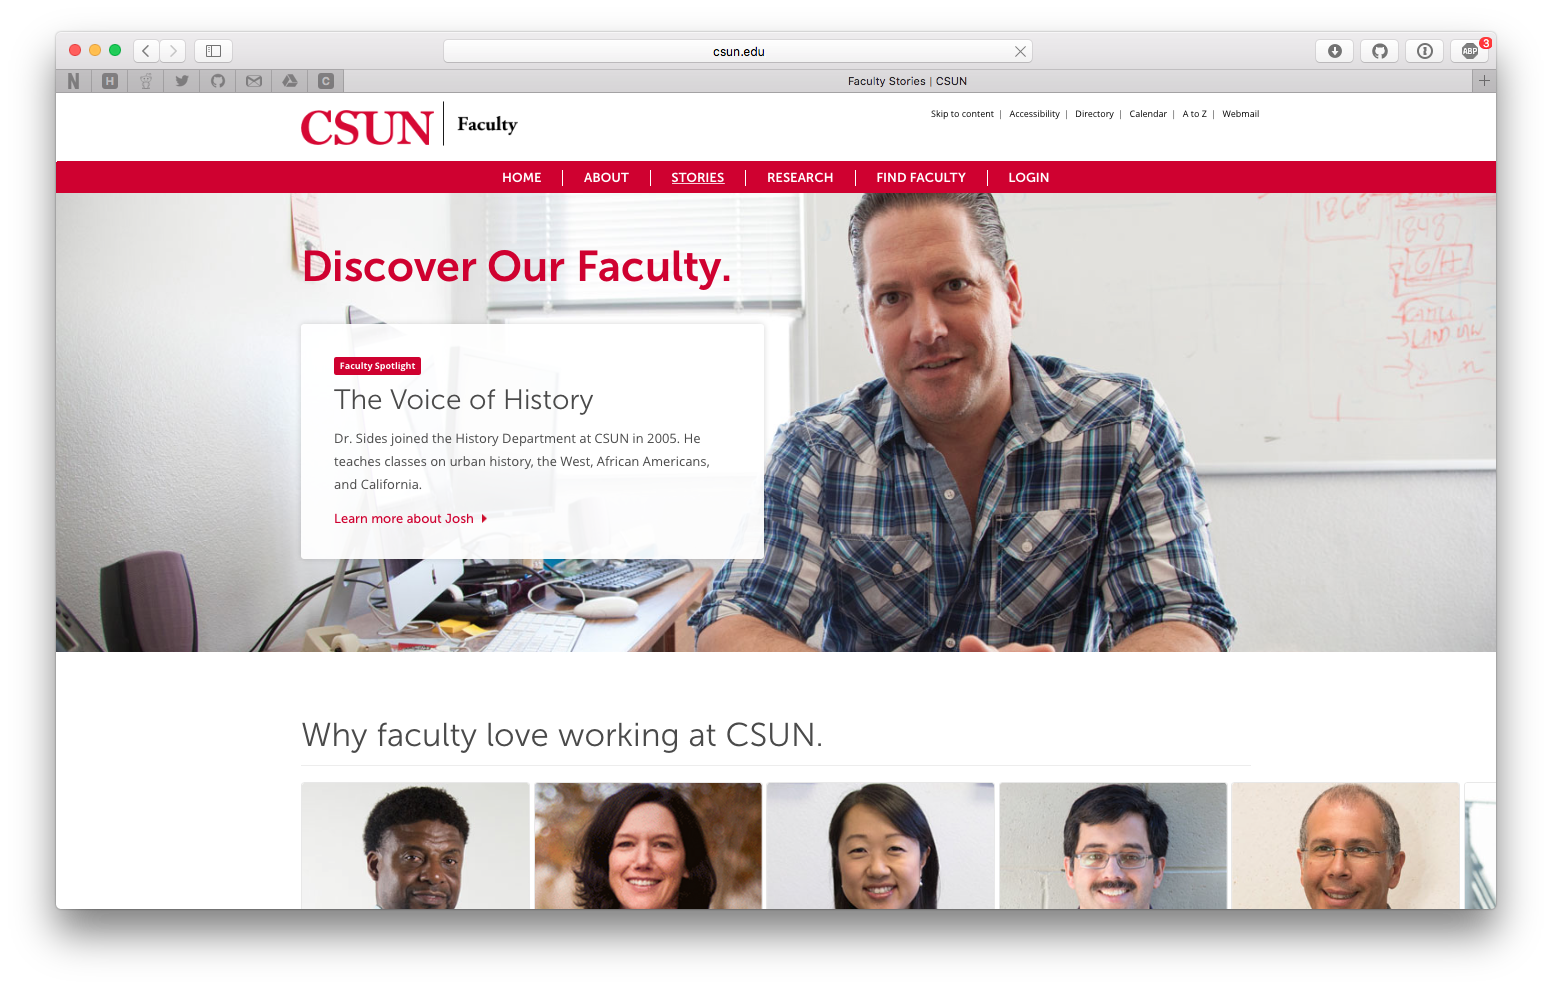 csun.edu
3
N
H
C
ABP
Faculty Stories | CSUN
CSUN | Faculty
Skip to content | Accessibility | Directory | Calendar | A to Z | Webmail
HOME | ABOUT | STORIES | RESEARCH | FIND FACULTY | LOGIN
Discover Our Faculty.
1848
G/H
LAND
Faculty Spotlight
The Voice of History
Dr. Sides joined the History Department at CSUN in 2005. He
teaches classes on urban history, the West, African Americans,
and California.
Learn more about Josh
Why faculty love working at CSUN.